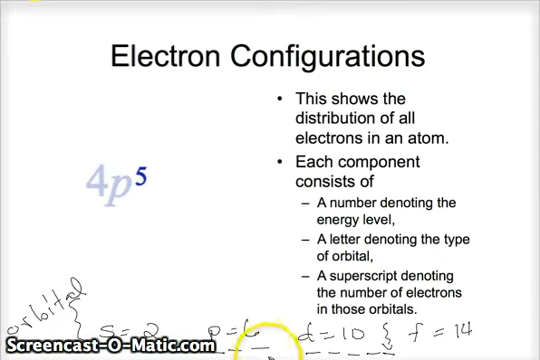 Electron Configurations
• This shows the
distribution of all
electrons in an atom.
• Each component
consists of
– A number denoting the
energy level,
– A letter denoting the type
of orbital,
– A superscript denoting
the number of electrons
in those orbitals.
4p⁵
orbital { s = 2 p = 6 d = 10 { f = 14
Screencast-O-Matic.com